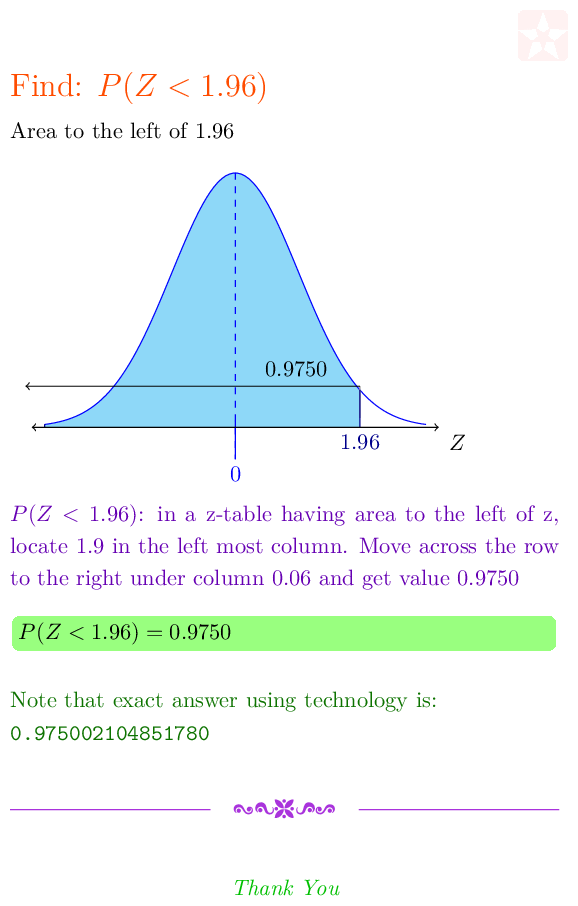 Find: P(Z < 1.96)
Area to the left of 1.96
0.9750
1.96
Z
0
P(Z < 1.96): in a z-table having area to the left of z,
locate 1.9 in the left most column. Move across the row
to the right under column 0.06 and get value 0.9750
P(Z < 1.96) = 0.9750
Note that exact answer using technology is:
0.975002104851780
Thank You